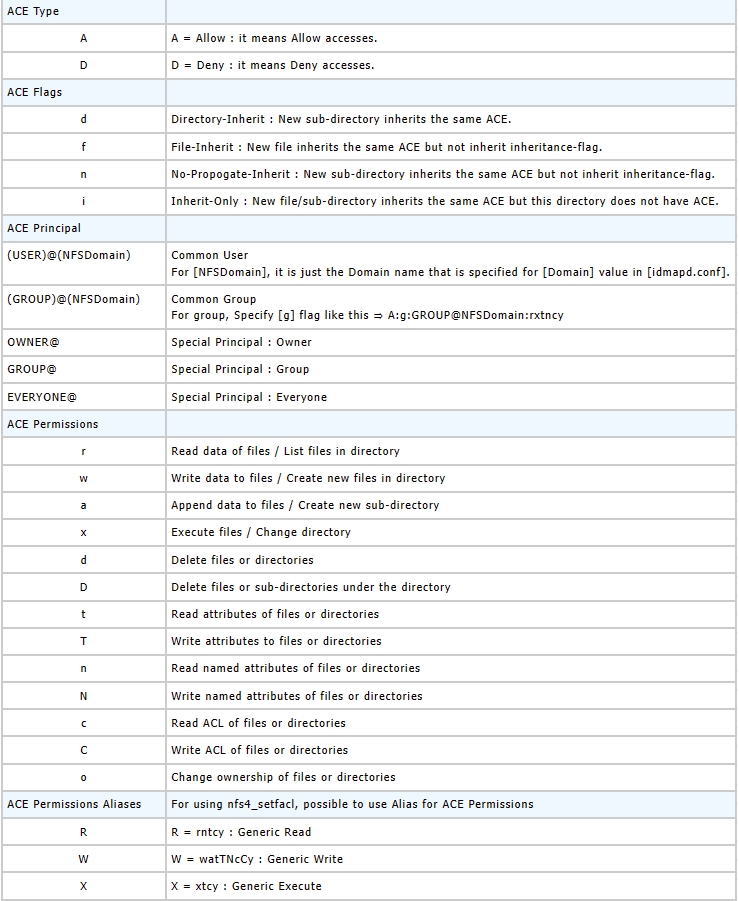 ACE Type
A A = Allow : it means Allow accesses.
D D = Deny : it means Deny accesses.
ACE Flags
d Directory-Inherit : New sub-directory inherits the same ACE.
f File-Inherit : New file inherits the same ACE but not inherit inheritance-flag.
n No-Propogate-Inherit : New sub-directory inherits the same ACE but not inherit inheritance-flag.
i Inherit-Only : New file/sub-directory inherits the same ACE but this directory does not have ACE.
ACE Principal
(USER)@(NFSDomain) Common User
For [NFSDomain], it is just the Domain name that is specified for [Domain] value in [idmapd.conf].
(GROUP)@(NFSDomain) Common Group
For group, Specify [g] flag like this ⇒ A:g:GROUP@NFSDomain:rxtncy
OWNER@ Special Principal : Owner
GROUP@ Special Principal : Group
EVERYONE@ Special Principal : Everyone
ACE Permissions
r Read data of files / List files in directory
w Write data to files / Create new files in directory
a Append data to files / Create new sub-directory
x Execute files / Change directory
d Delete files or directories
D Delete files or sub-directories under the directory
t Read attributes of files or directories
T Write attributes to files or directories
n Read named attributes of files or directories
N Write named attributes of files or directories
c Read ACL of files or directories
C Write ACL of files or directories
o Change ownership of files or directories
ACE Permissions Aliases For using nfs4_setfacl, possible to use Alias for ACE Permissions
R R = rntcy : Generic Read
W W = watTNcCy : Generic Write
X X = xtcy : Generic Execute